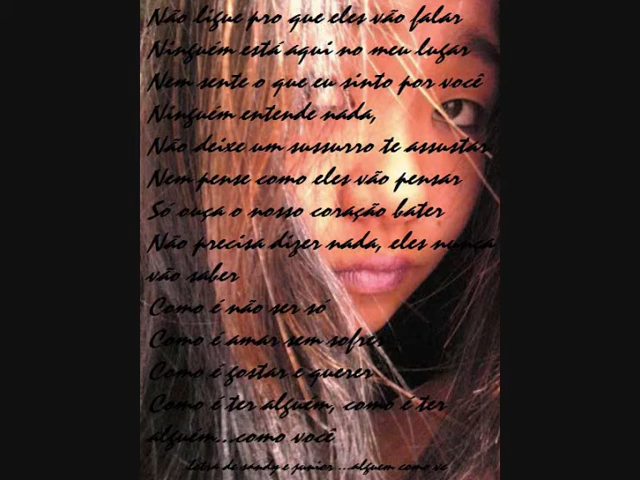 Não ligue pro que eles vão falar
Ninguém está aqui no meu lugar
Nem sente o que eu sinto por você
Ninguém entende nada,
Não deixe um sussurro te assustar
Nem pense como eles vão pensar
Só ouça o nosso coração bater
Não precisa dizer nada, eles nunca
vão saber
Como é não ser só
Como é amar sem sofrer
Como é gostar e querer
Como é ter alguém, como é ter
alguém...como você
letra de sandy e junior ...alguem como ve